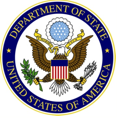 DEPARTMENT OF STATE
UNITED STATES OF AMERICA